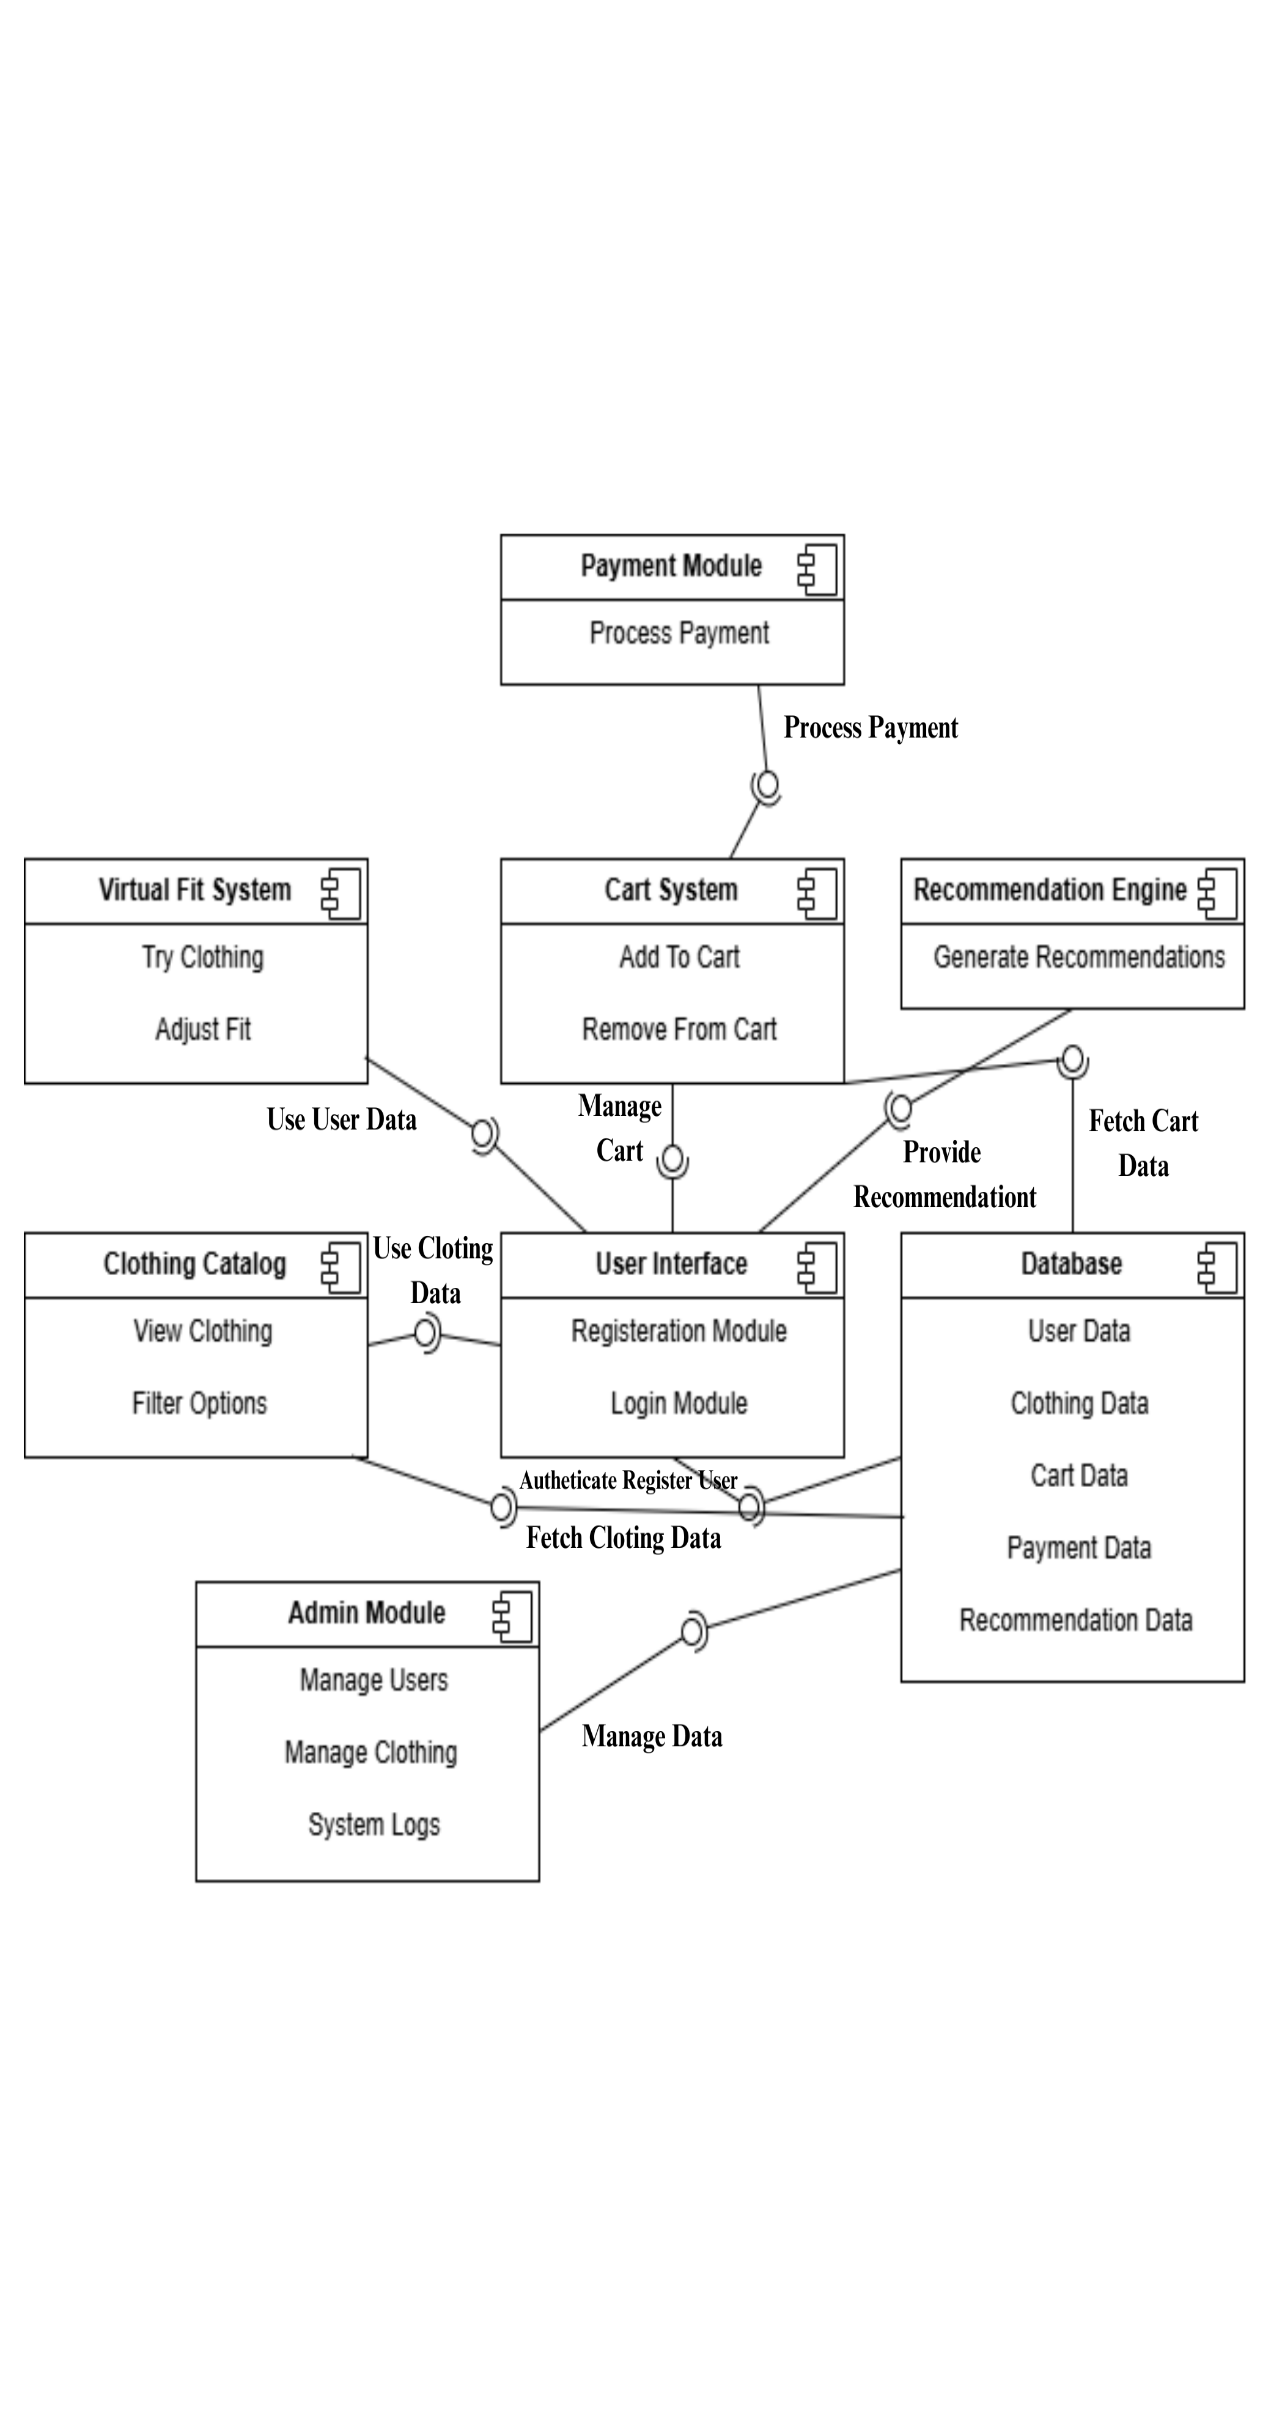 Payment Module
Process Payment
Process Payment
Virtual Fit System
Try Clothing
Adjust Fit
Cart System
Add To Cart
Remove From Cart
Recommendation Engine
Generate Recommendations
Use User Data
Manage
Cart
Provide
Recommendationt
Fetch Cart
Data
Clothing Catalog
View Clothing
Filter Options
Use Cloting
Data
User Interface
Registeration Module
Login Module
Database
User Data
Clothing Data
Cart Data
Payment Data
Recommendation Data
Autheticate Register User
Fetch Cloting Data
Admin Module
Manage Users
Manage Clothing
System Logs
Manage Data